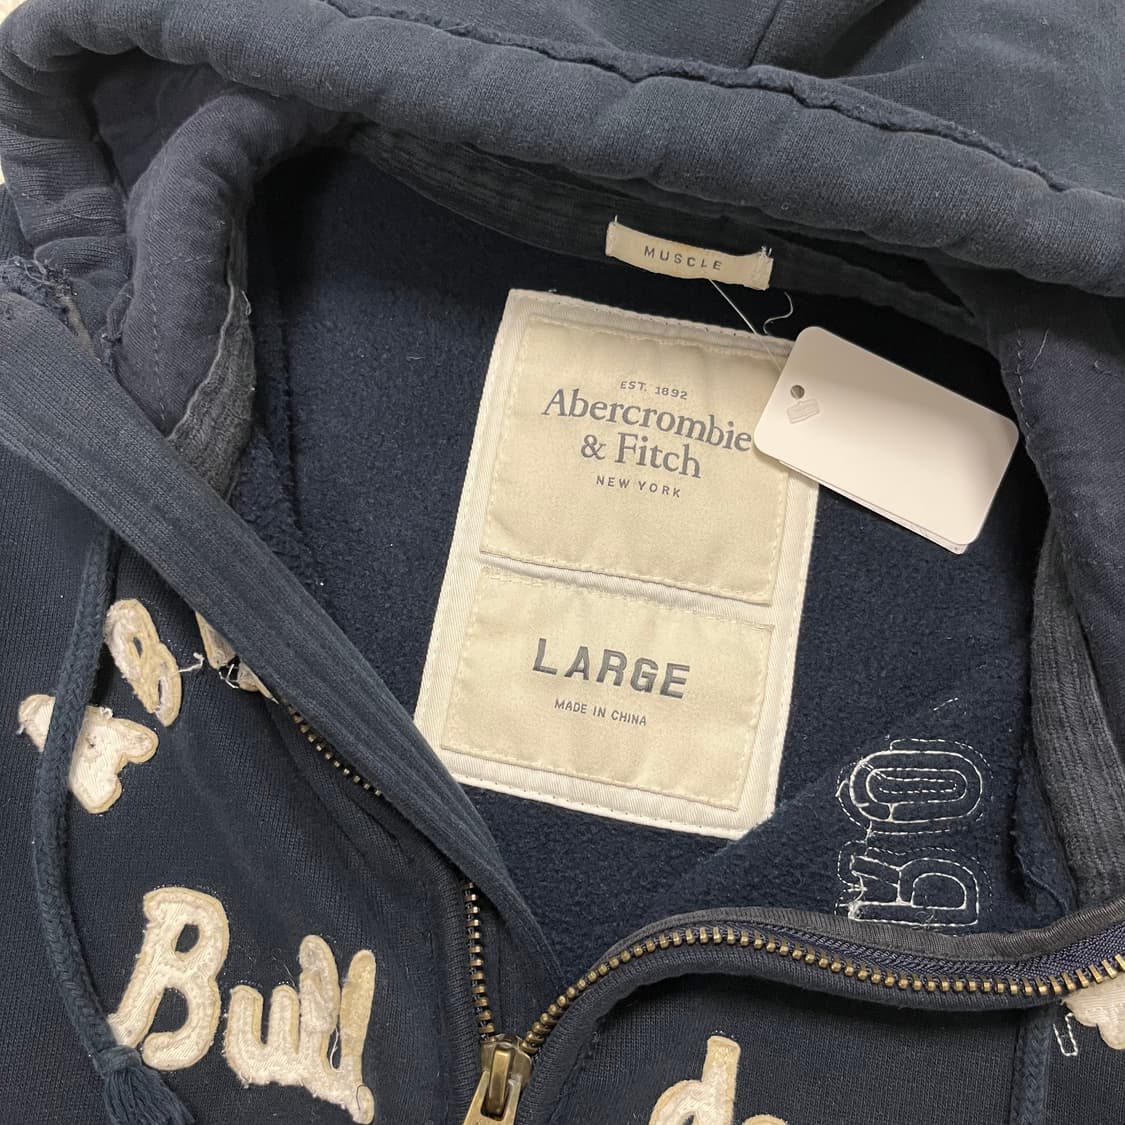 MUSCLE
EST. 1892
Abercrombie
& Fitch
NEW YORK
LARGE
MADE IN CHINA
Bull